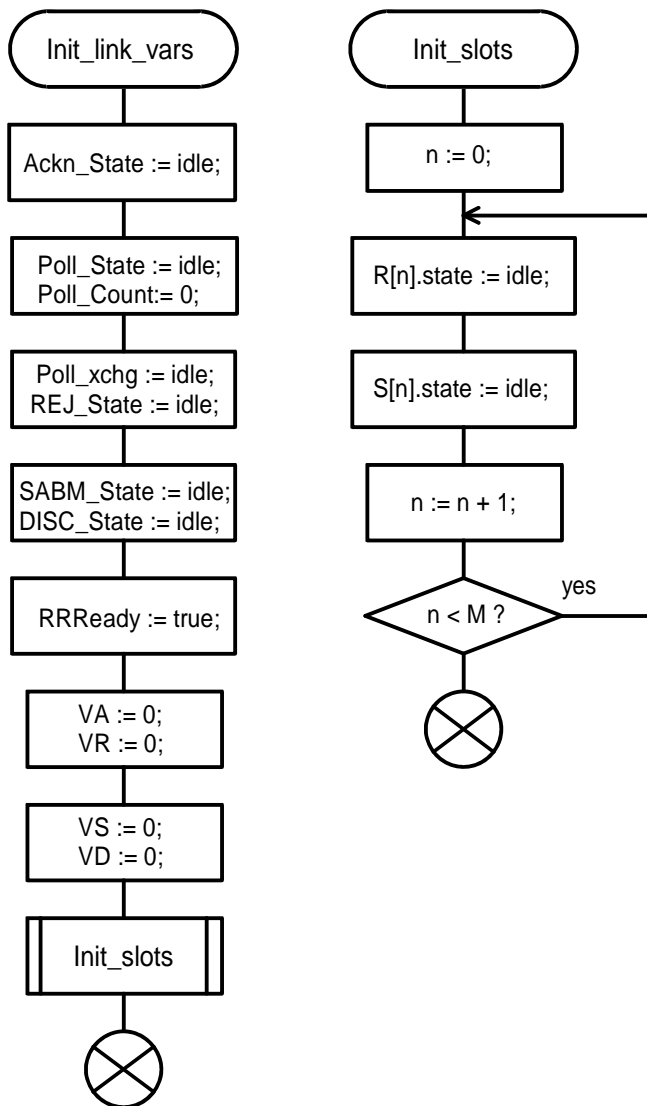 Init_link_vars
Ackn_State := idle;
Poll_State := idle;
Poll_Count:= 0;
Poll_xchg := idle;
REJ_State := idle;
SABM_State := idle;
DISC_State := idle;
RRReady := true;
VA := 0;
VR := 0;
VS := 0;
VD := 0;
Init_slots
Init_slots
n := 0;
R[n].state := idle;
S[n].state := idle;
n := n + 1;
n < M ?
yes